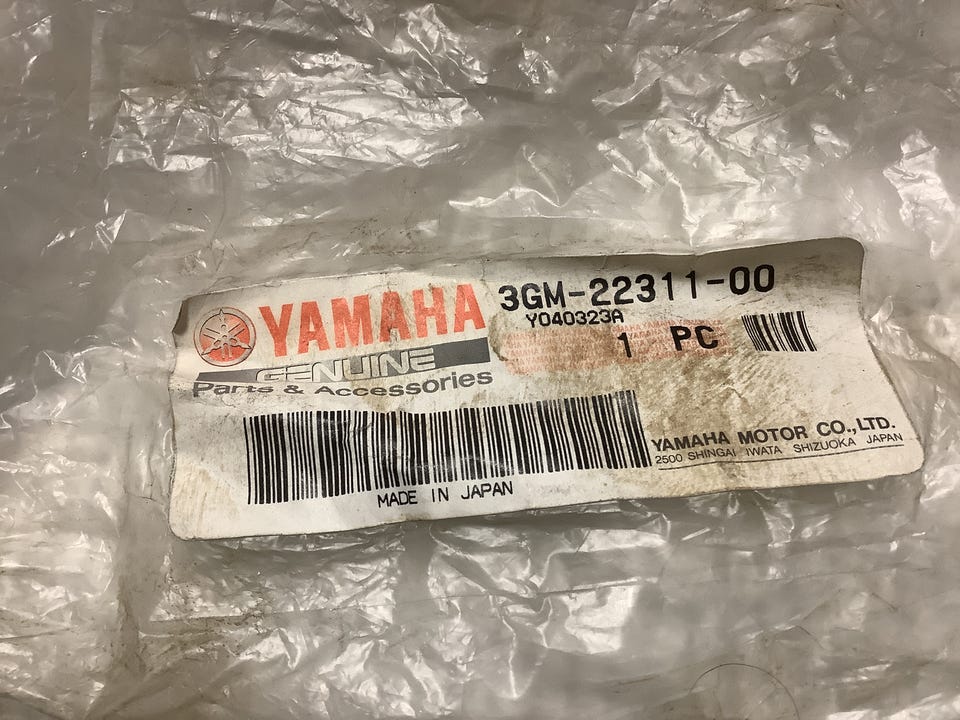 YAMAHA
GENUINE
Parts & Accessories
3GM-22311-00
Y040323A
1 PC
YAMAHA MOTOR CO.,LTD.
2500 SHINGAI IWATA SHIZUOKA JAPAN
MADE IN JAPAN